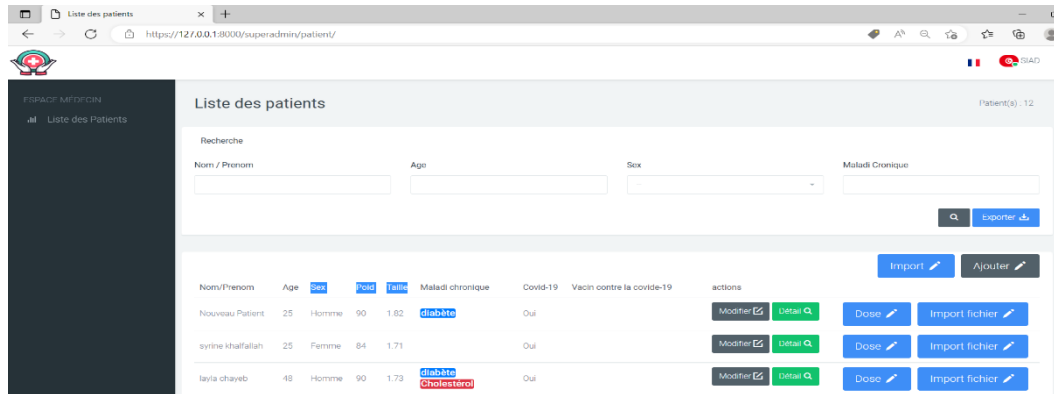 Liste des patients
https://127.0.0.1:8000/superadmin/patient/
SIAD
ESPACE MÉDECIN
Liste des Patients
Liste des patients
Patient(s) : 12
Recherche
Nom / Prenom Age Sex Maladi Cronique
Exporter
Import Ajouter
Nom/Prenom Age Sex Poid Taille Maladi chronique Covid-19 Vacin contre la covide-19 actions
Nouveau Patient 25 Homme 90 1.82 diabète Oui Modifier Détail Dose Import fichier
syrine khalfallah 25 Femme 84 1.71 Oui Modifier Détail Dose Import fichier
layla chayeb 48 Homme 90 1.73 diabète Oui Modifier Détail Dose Import fichier
Cholestérol